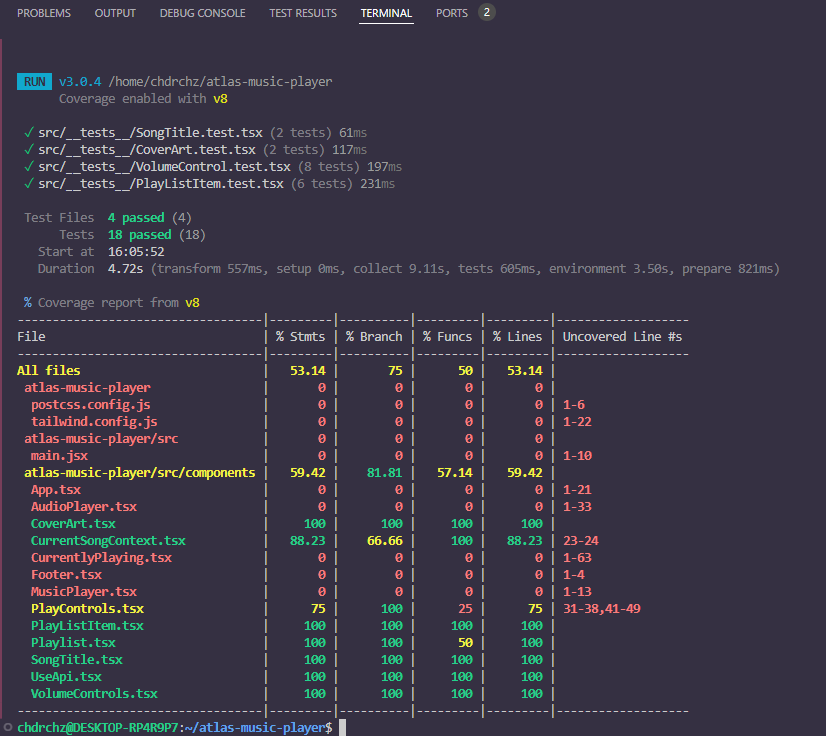 PROBLEMS OUTPUT DEBUG CONSOLE TEST RESULTS TERMINAL PORTS 2
RUN v3.0.4 /home/chdrchz/atlas-music-player
Coverage enabled with v8
✓ src/__tests__/SongTitle.test.tsx (2 tests) 61ms
✓ src/__tests__/CoverArt.test.tsx (2 tests) 117ms
✓ src/__tests__/VolumeControl.test.tsx (8 tests) 197ms
✓ src/__tests__/PlayListItem.test.tsx (6 tests) 231ms
Test Files 4 passed (4)
Tests 18 passed (18)
Start at 16:05:52
Duration 4.72s (transform 557ms, setup 0ms, collect 9.11s, tests 605ms, environment 3.50s, prepare 821ms)
% Coverage report from v8
-----------------------------------|---------|----------|---------|---------|-------------------
File | % Stmts | % Branch | % Funcs | % Lines | Uncovered Line #s
-----------------------------------|---------|----------|---------|---------|-------------------
All files | 53.14 | 75 | 50 | 53.14 |
atlas-music-player | 0 | 0 | 0 | 0 |
postcss.config.js | 0 | 0 | 0 | 0 | 1-6
tailwind.config.js | 0 | 0 | 0 | 0 | 1-22
atlas-music-player/src | 0 | 0 | 0 | 0 |
main.jsx | 0 | 0 | 0 | 0 | 1-10
atlas-music-player/src/components | 59.42 | 81.81 | 57.14 | 59.42 |
App.tsx | 0 | 0 | 0 | 0 | 1-21
AudioPlayer.tsx | 0 | 0 | 0 | 0 | 1-33
CoverArt.tsx | 100 | 100 | 100 | 100 |
CurrentSongContext.tsx | 88.23 | 66.66 | 100 | 88.23 | 23-24
CurrentlyPlaying.tsx | 0 | 0 | 0 | 0 | 1-63
Footer.tsx | 0 | 0 | 0 | 0 | 1-4
MusicPlayer.tsx | 0 | 0 | 0 | 0 | 1-13
PlayControls.tsx | 75 | 100 | 25 | 75 | 31-38,41-49
PlayListItem.tsx | 100 | 100 | 100 | 100 |
Playlist.tsx | 100 | 100 | 50 | 100 |
SongTitle.tsx | 100 | 100 | 100 | 100 |
UseApi.tsx | 100 | 100 | 100 | 100 |
VolumeControls.tsx | 100 | 100 | 100 | 100 |
-----------------------------------|---------|----------|---------|---------|-------------------
chdrchz@DESKTOP-RP4R9P7:~/atlas-music-player$